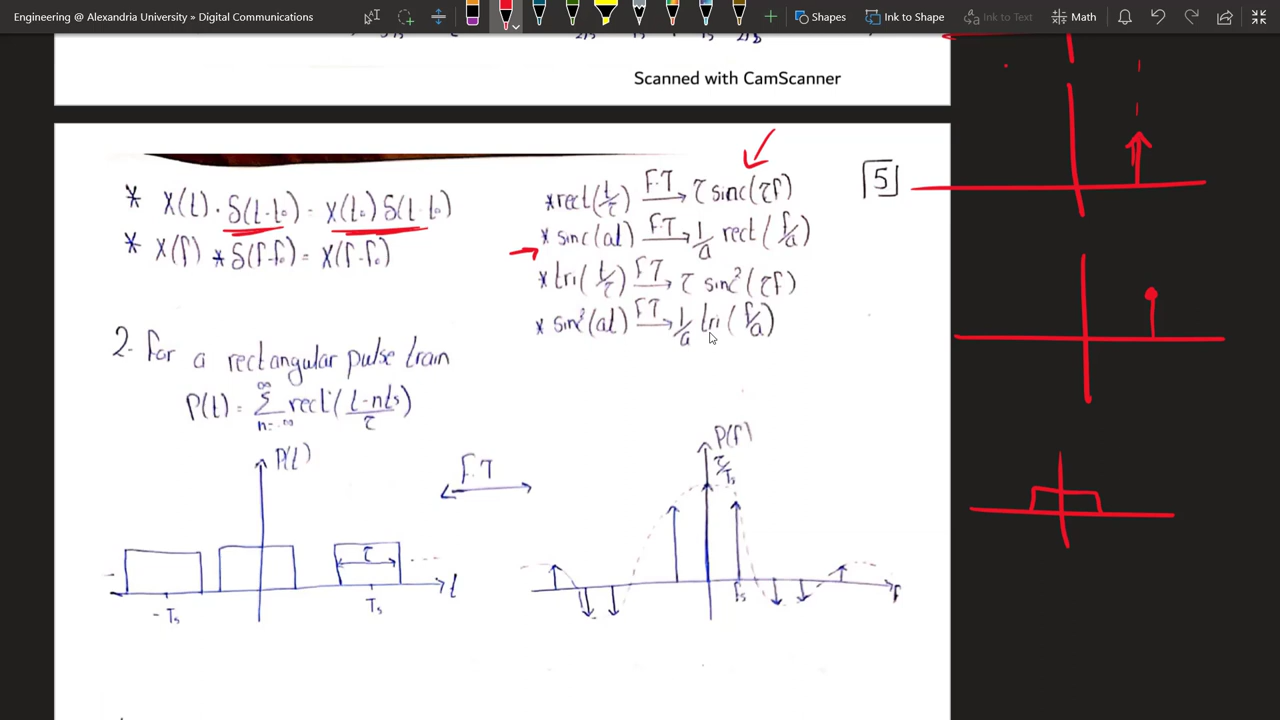 Engineering @ Alexandria University » Digital Communications
Shapes
Ink to Shape
Ink to Text
Math
Scanned with CamScanner
5
* X(t) · δ(t-t₀) = X(t₀) δ(t-t₀)
* X(f) * δ(f-f₀) = X(f-f₀)
* rect(t/τ) F.T → τ sinc(τf)
* sinc(at) F.T → 1/a rect(f/a)
* tri(t/τ) F.T → τ sinc²(τf)
* sinc²(at) F.T → 1/a tri(f/a)
2- For a rectangular pulse train
P(t) = ∞ Σ n=-∞ rect(t-nts/τ)
P(t)
F.T
P(f)
τ/Ts
τ
- Ts
Ts
t
fs
f